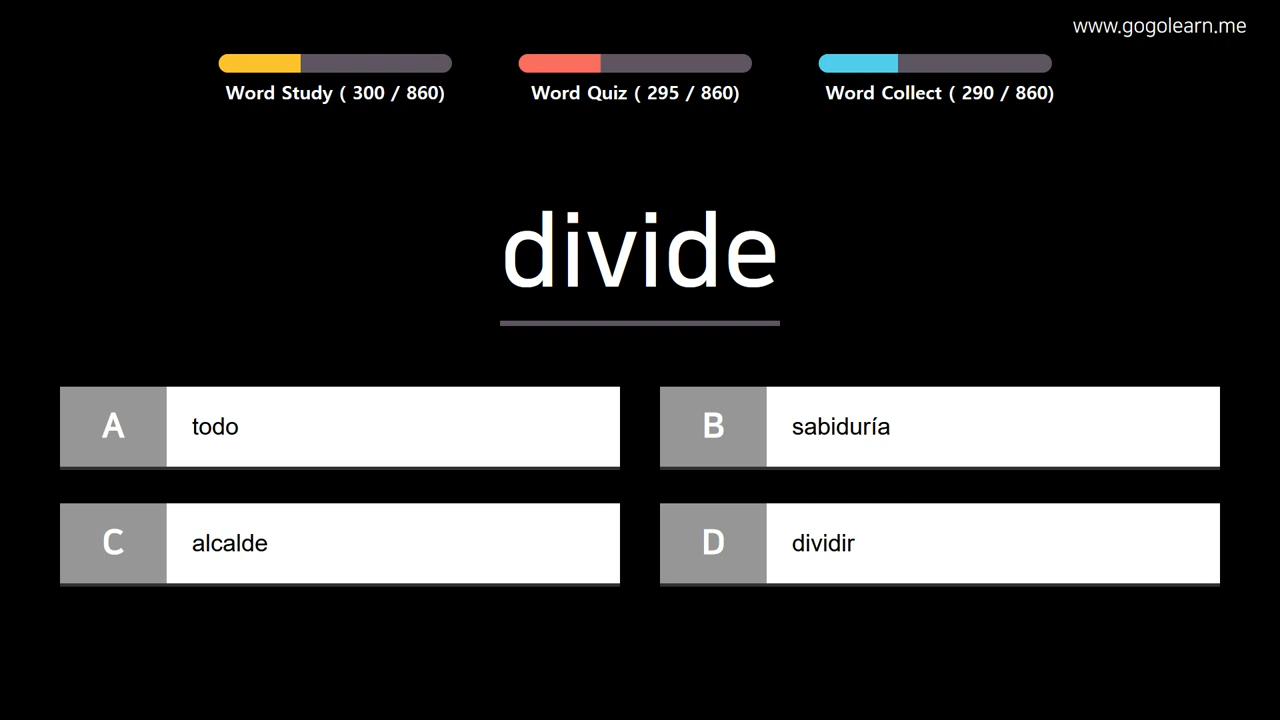 www.gogolearn.me
Word Study ( 300 / 860)
Word Quiz ( 295 / 860)
Word Collect ( 290 / 860)
divide
A
todo
B
sabiduría
C
alcalde
D
dividir